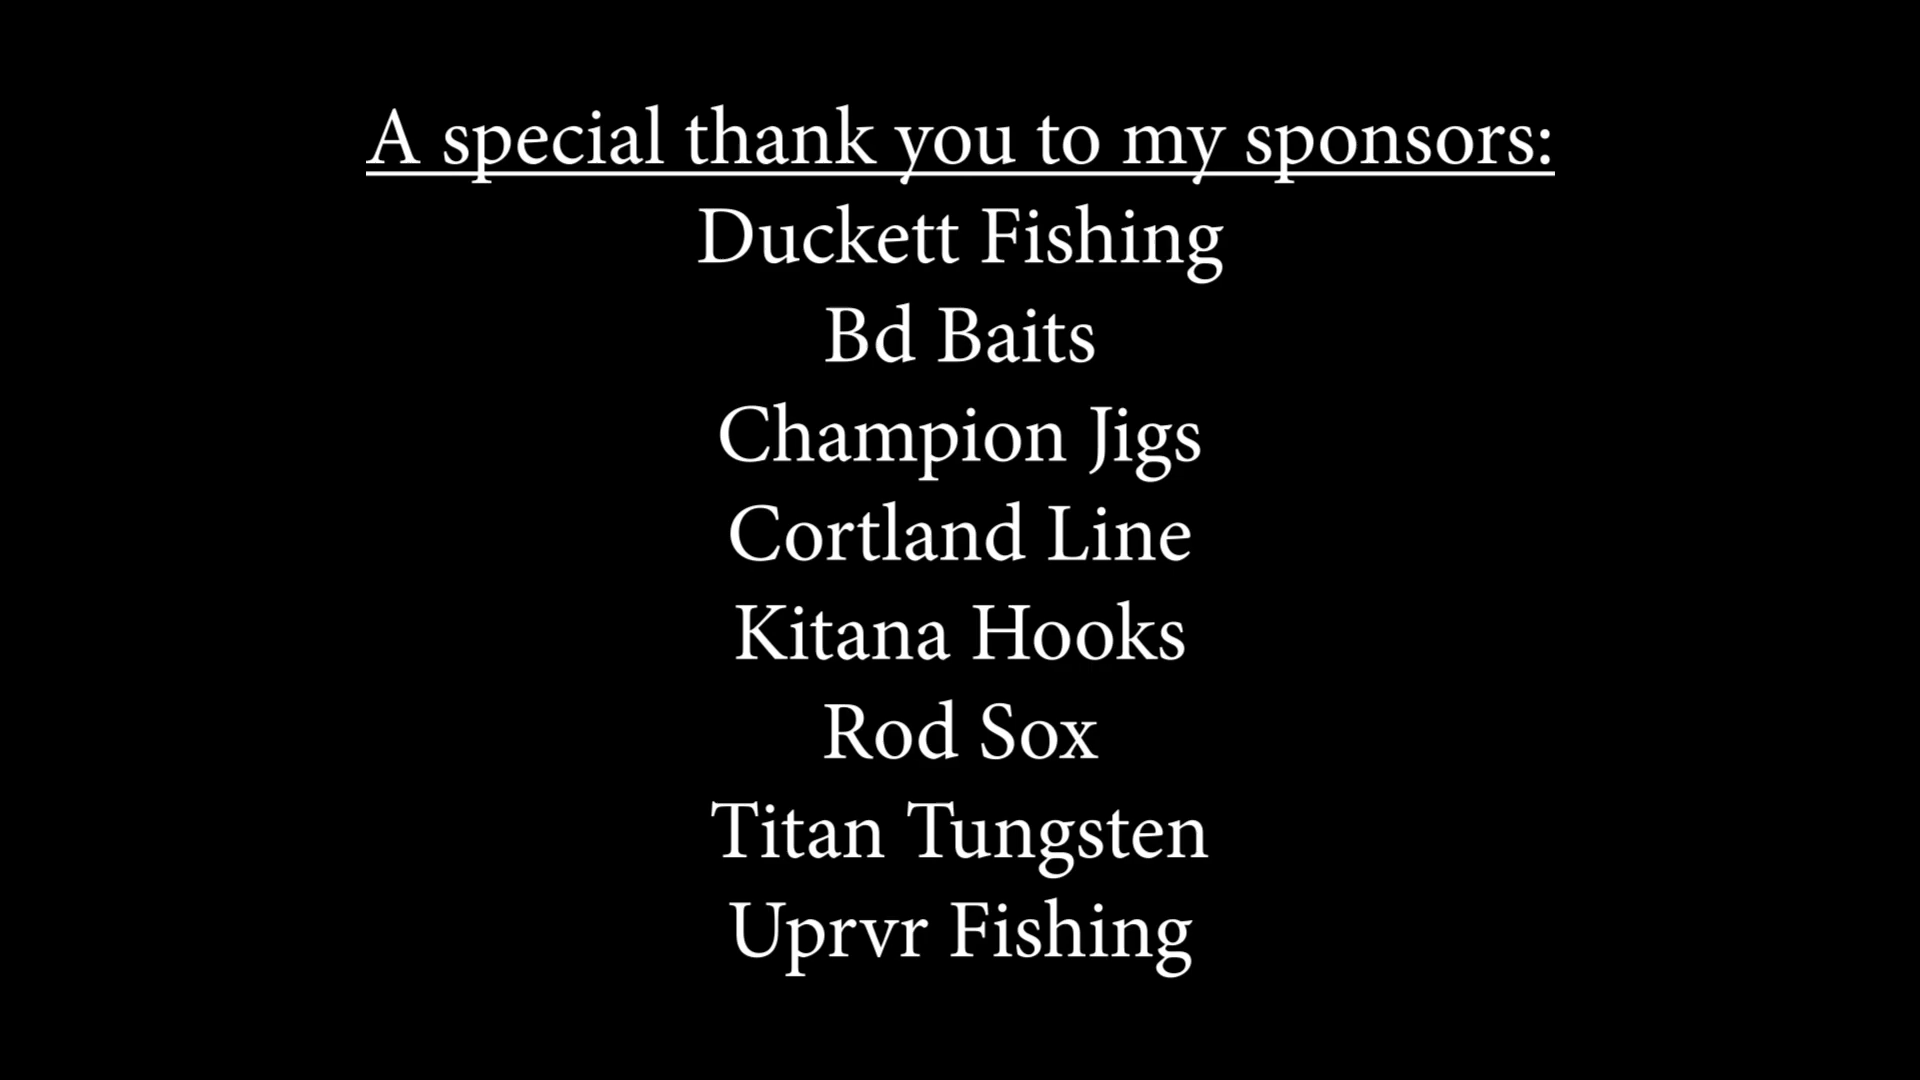 A special thank you to my sponsors:
Duckett Fishing
Bd Baits
Champion Jigs
Cortland Line
Kitana Hooks
Rod Sox
Titan Tungsten
Uprvr Fishing